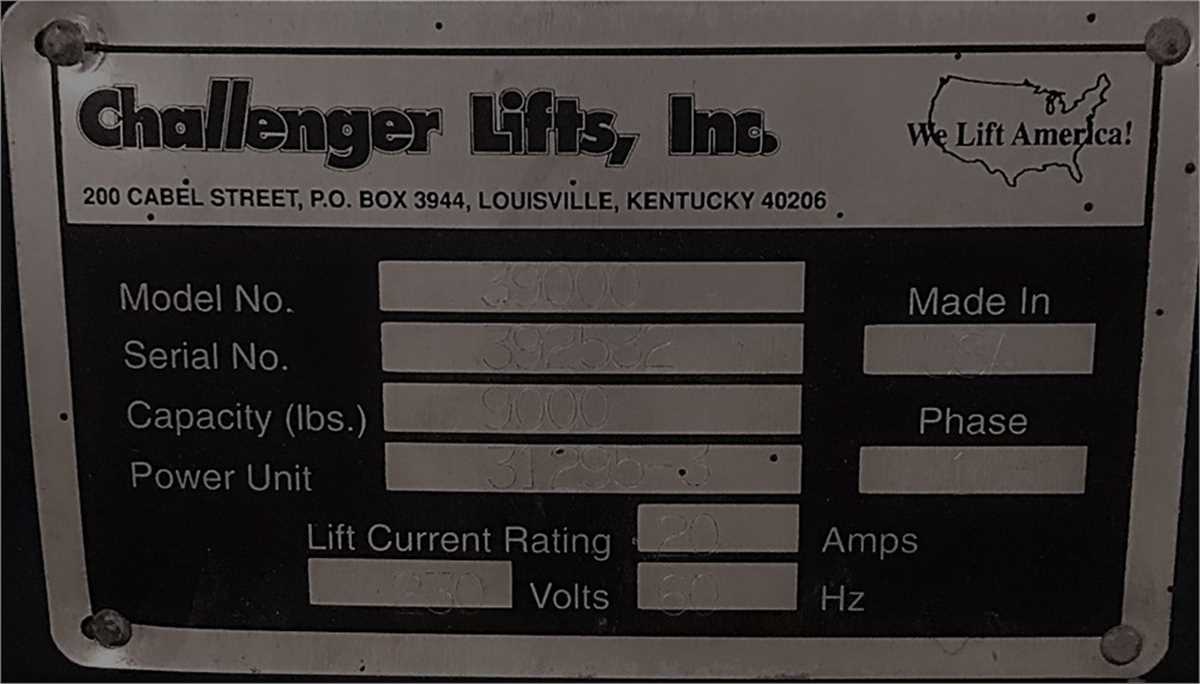 Challenger Lifts, Inc.
We Lift America!
200 CABEL STREET, P.O. BOX 3944, LOUISVILLE, KENTUCKY 40206
Model No. 39000
Made In
USA
Serial No. 392532
Capacity (lbs.) 9000
Phase
1
Power Unit 31295-3
Lift Current Rating 20 Amps
230 Volts 60 Hz